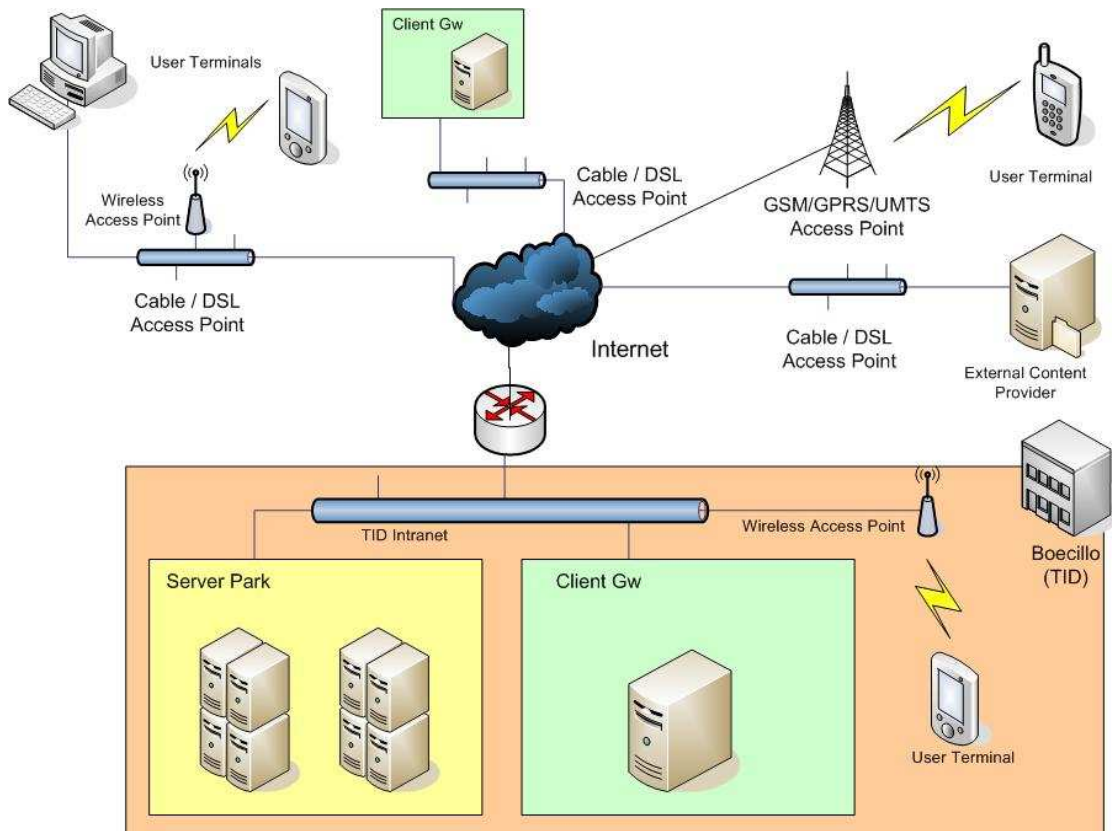 Client Gw
User Terminals
Wireless
Access Point
Cable / DSL
Access Point
Cable / DSL
Access Point
GSM/GPRS/UMTS
Access Point
User Terminal
Internet
Cable / DSL
Access Point
External Content
Provider
TID Intranet
Wireless Access Point
Boecillo
(TID)
Server Park
Client Gw
User Terminal